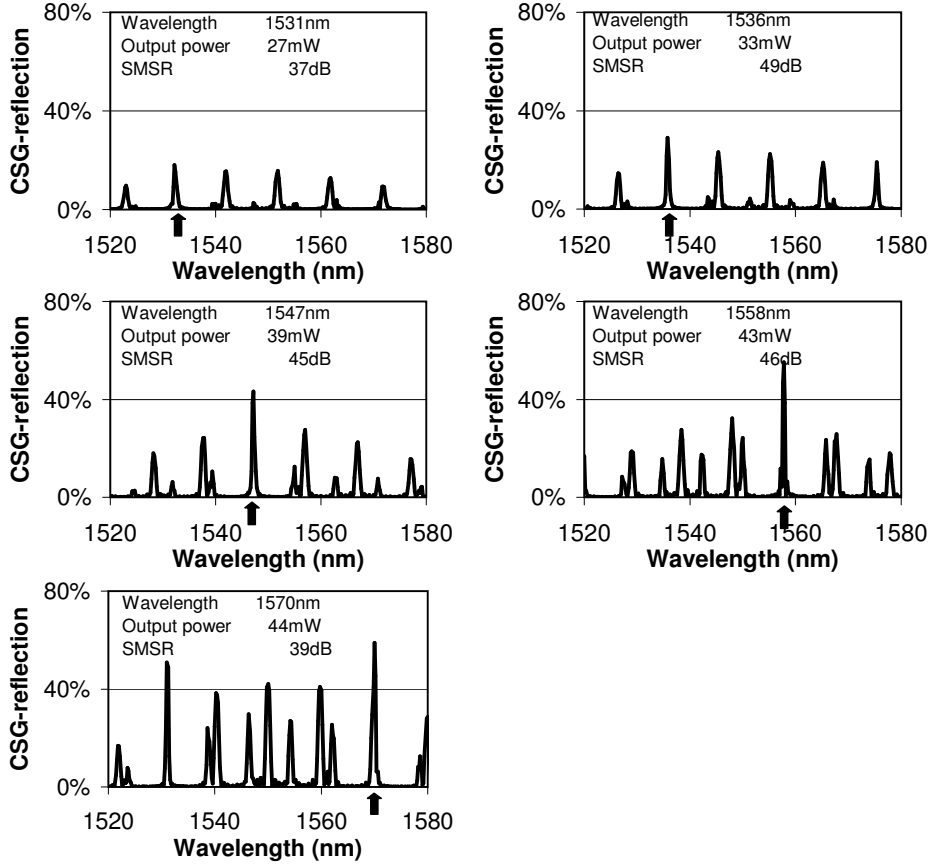 80%
40%
0%
CSG-reflection
Wavelength 1531nm
Output power 27mW
SMSR 37dB
1520 1540 1560 1580
Wavelength (nm)
80%
40%
0%
CSG-reflection
Wavelength 1536nm
Output power 33mW
SMSR 49dB
1520 1540 1560 1580
Wavelength (nm)
80%
40%
0%
CSG-reflection
Wavelength 1547nm
Output power 39mW
SMSR 45dB
1520 1540 1560 1580
Wavelength (nm)
80%
40%
0%
CSG-reflection
Wavelength 1558nm
Output power 43mW
SMSR 46dB
1520 1540 1560 1580
Wavelength (nm)
80%
40%
0%
CSG-reflection
Wavelength 1570nm
Output power 44mW
SMSR 39dB
1520 1540 1560 1580
Wavelength (nm)